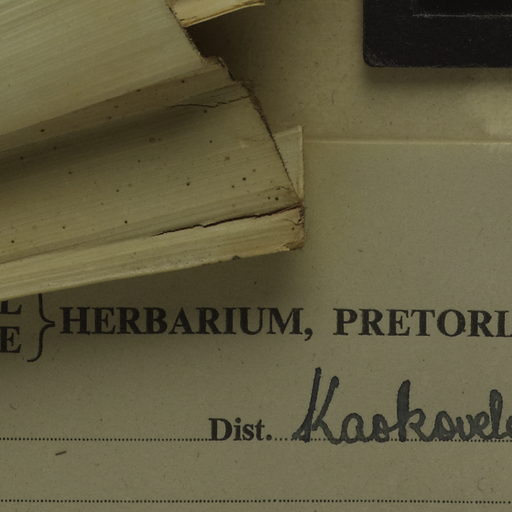 L
E } HERBARIUM, PRETORI
Dist. Kaokovel